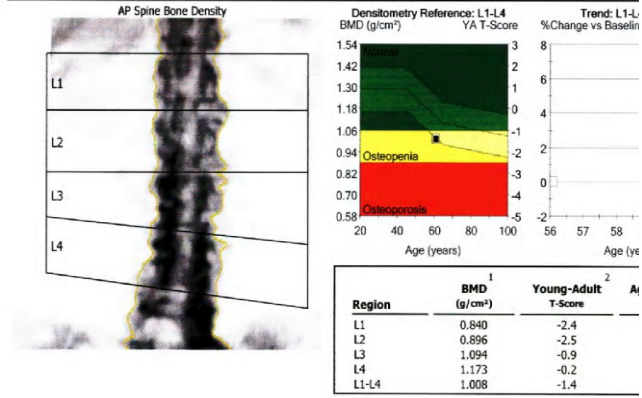 AP Spine Bone Density
L1
L2
L3
L4
Densitometry Reference: L1-L4
BMD (g/cm²) YA T-Score
1.54 3
1.42 2
1.30 1
1.18 0
1.06 -1
0.94 -2
0.82 -3
0.70 -4
0.58 -5
Normal
Osteopenia
Osteoporosis
20 40 60 80 100
Age (years)
Trend: L1-L
%Change vs Baselin
8
6
4
2
0
-2
56 57 58
Age (ye
1 2
BMD Young-Adult Ag
Region (g/cm²) T-Score
L1 0.840 -2.4
L2 0.896 -2.5
L3 1.094 -0.9
L4 1.173 -0.2
L1-L4 1.008 -1.4